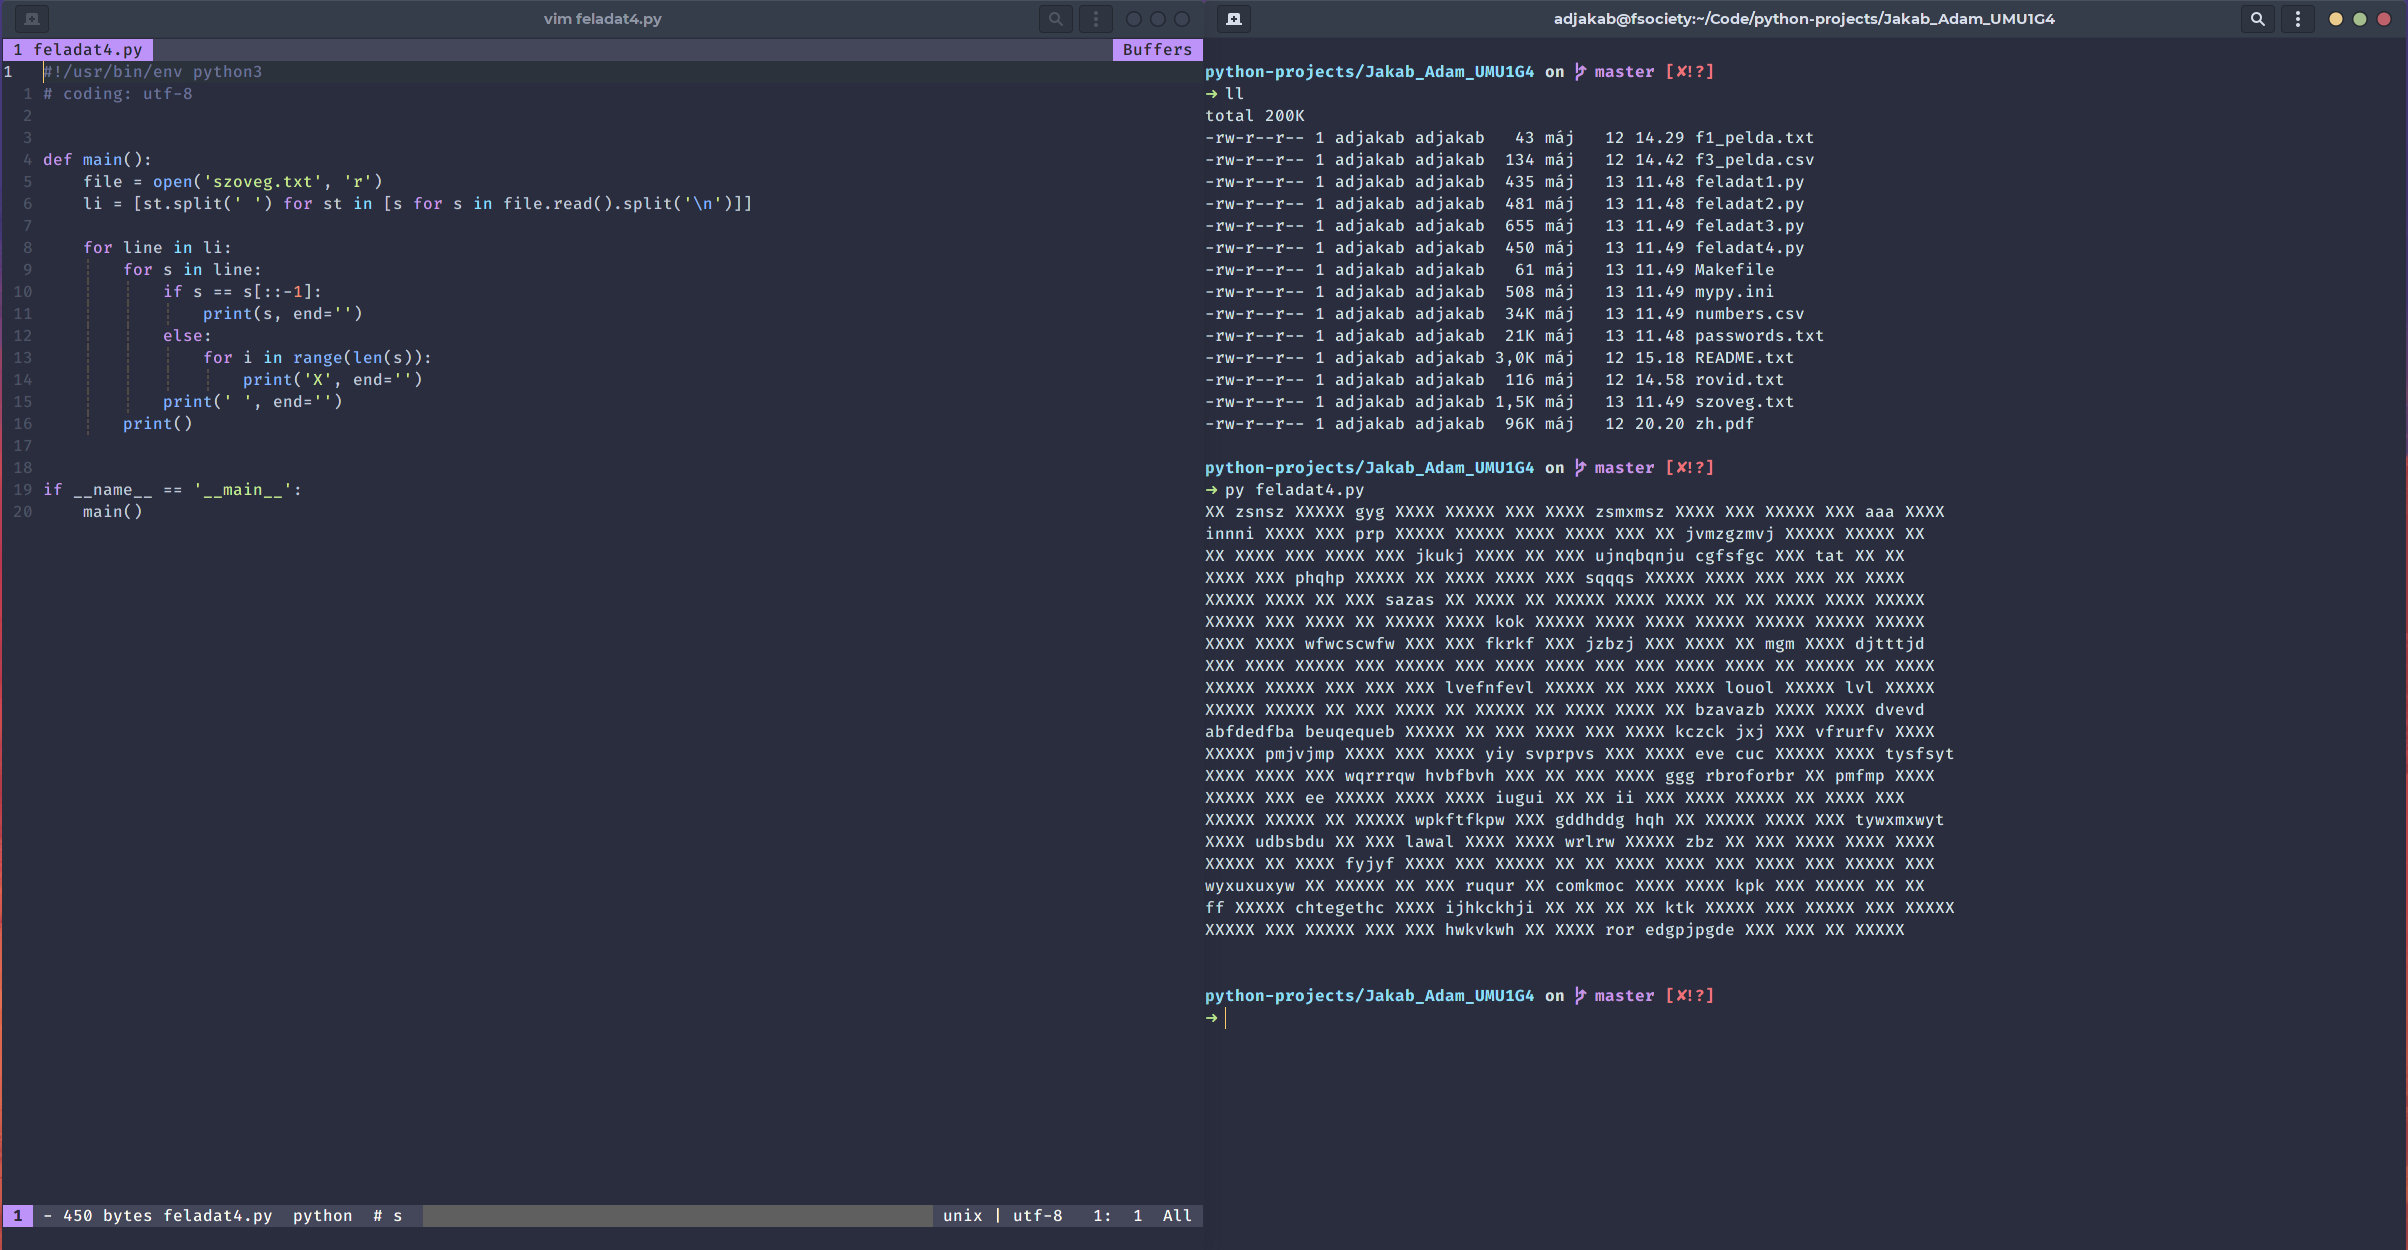 vim feladat4.py
1 feladat4.py
Buffers
1 #!/usr/bin/env python3
1 # coding: utf-8
2
3
4 def main():
5     file = open('szoveg.txt', 'r')
6     li = [st.split(' ') for st in [s for s in file.read().split('\n')]]
7
8     for line in li:
9         for s in line:
10             if s == s[::-1]:
11                 print(s, end='')
12             else:
13                 for i in range(len(s)):
14                     print('X', end='')
15             print(' ', end='')
16         print()
17
18
19 if __name__ == '__main__':
20     main()
1 - 450 bytes feladat4.py python # s unix | utf-8 1: 1 All
adjakab@fsociety:~/Code/python-projects/Jakab_Adam_UMU1G4
python-projects/Jakab_Adam_UMU1G4 on master [✘!?]
➜ ll
total 200K
-rw-r--r-- 1 adjakab adjakab 43 máj 12 14.29 f1_pelda.txt
-rw-r--r-- 1 adjakab adjakab 134 máj 12 14.42 f3_pelda.csv
-rw-r--r-- 1 adjakab adjakab 435 máj 13 11.48 feladat1.py
-rw-r--r-- 1 adjakab adjakab 481 máj 13 11.48 feladat2.py
-rw-r--r-- 1 adjakab adjakab 655 máj 13 11.49 feladat3.py
-rw-r--r-- 1 adjakab adjakab 450 máj 13 11.49 feladat4.py
-rw-r--r-- 1 adjakab adjakab 61 máj 13 11.49 Makefile
-rw-r--r-- 1 adjakab adjakab 508 máj 13 11.49 mypy.ini
-rw-r--r-- 1 adjakab adjakab 34K máj 13 11.49 numbers.csv
-rw-r--r-- 1 adjakab adjakab 21K máj 13 11.48 passwords.txt
-rw-r--r-- 1 adjakab adjakab 3,0K máj 12 15.18 README.txt
-rw-r--r-- 1 adjakab adjakab 116 máj 12 14.58 rovid.txt
-rw-r--r-- 1 adjakab adjakab 1,5K máj 13 11.49 szoveg.txt
-rw-r--r-- 1 adjakab adjakab 96K máj 12 20.20 zh.pdf
python-projects/Jakab_Adam_UMU1G4 on master [✘!?]
➜ py feladat4.py
XX zsnsz XXXXX gyg XXXX XXXXX XXX XXXX zsmxmsz XXXX XXX XXXXX XXX aaa XXXX
innni XXXX XXX prp XXXXX XXXXX XXXX XXXX XXX XX jvmzgzmvj XXXXX XXXXX XX
XX XXXX XXX XXXX XXX jkukj XXXX XX XXX ujnqbqnju cgfsfgc XXX tat XX XX
XXXX XXX phqhp XXXXX XX XXXX XXXX XXX sqqqs XXXXX XXXX XXX XXX XX XXXX
XXXXX XXXX XX XXX sazas XX XXXX XX XXXXX XXXX XXXX XX XX XXXX XXXX XXXXX
XXXXX XXX XXXX XX XXXXX XXXX kok XXXXX XXXX XXXX XXXXX XXXXX XXXXX XXXXX
XXXX XXXX wfwcscwfw XXX XXX fkrkf XXX jzbzj XXX XXXX XX mgm XXXX djtttjd
XXX XXXX XXXXX XXX XXXXX XXX XXXX XXXX XXX XXX XXXX XXXX XX XXXXX XX XXXX
XXXXX XXXXX XXX XXX XXX lvefnfevl XXXXX XX XXX XXXX louol XXXXX lvl XXXXX
XXXXX XXXXX XX XXX XXXX XX XXXXX XX XXXX XXXX XX bzavazb XXXX XXXX dvevd
abfdedfba beuqequeb XXXXX XX XXX XXXX XXX XXXX kczck jxj XXX vfrurfv XXXX
XXXXX pmjvjmp XXXX XXX XXXX yiy svprpvs XXX XXXX eve cuc XXXXX XXXX tysfsyt
XXXX XXXX XXX wqrrrqw hvbfbvh XXX XX XXX XXXX ggg rbroforbr XX pmfmp XXXX
XXXXX XXX ee XXXXX XXXX XXXX iugui XX XX ii XXX XXXX XXXXX XX XXXX XXX
XXXXX XXXXX XX XXXXX wpkftfkpw XXX gddhddg hqh XX XXXXX XXXX XXX tywxmxwyt
XXXX udbsbdu XX XXX lawal XXXX XXXX wrlrw XXXXX zbz XX XXX XXXX XXXX XXXX
XXXXX XX XXXX fyjyf XXXX XXX XXXXX XX XX XXXX XXXX XXX XXXX XXX XXXXX XXX
wyxuxuxyw XX XXXXX XX XXX ruqur XX comkmoc XXXX XXXX kpk XXX XXXXX XX XX
ff XXXXX chtegethc XXXX ijhkckhji XX XX XX XX ktk XXXXX XXX XXXXX XXX XXXXX
XXXXX XXX XXXXX XXX XXX hwkvkwh XX XXXX ror edgpjpgde XXX XXX XX XXXXX
python-projects/Jakab_Adam_UMU1G4 on master [✘!?]
➜